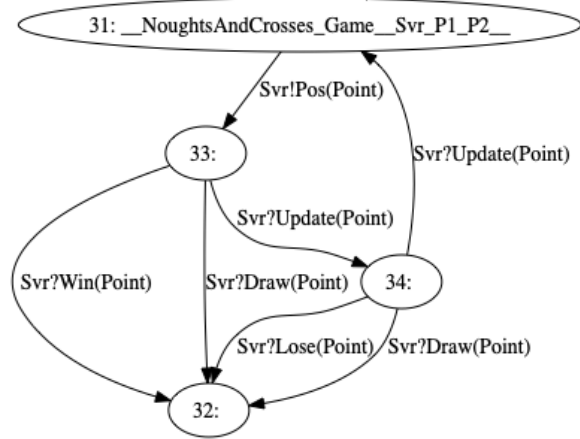 31: __NoughtsAndCrosses_Game__Svr_P1_P2__
Svr!Pos(Point)
33:
Svr?Update(Point)
Svr?Update(Point)
Svr?Win(Point)
Svr?Draw(Point)
34:
Svr?Lose(Point)
Svr?Draw(Point)
32: